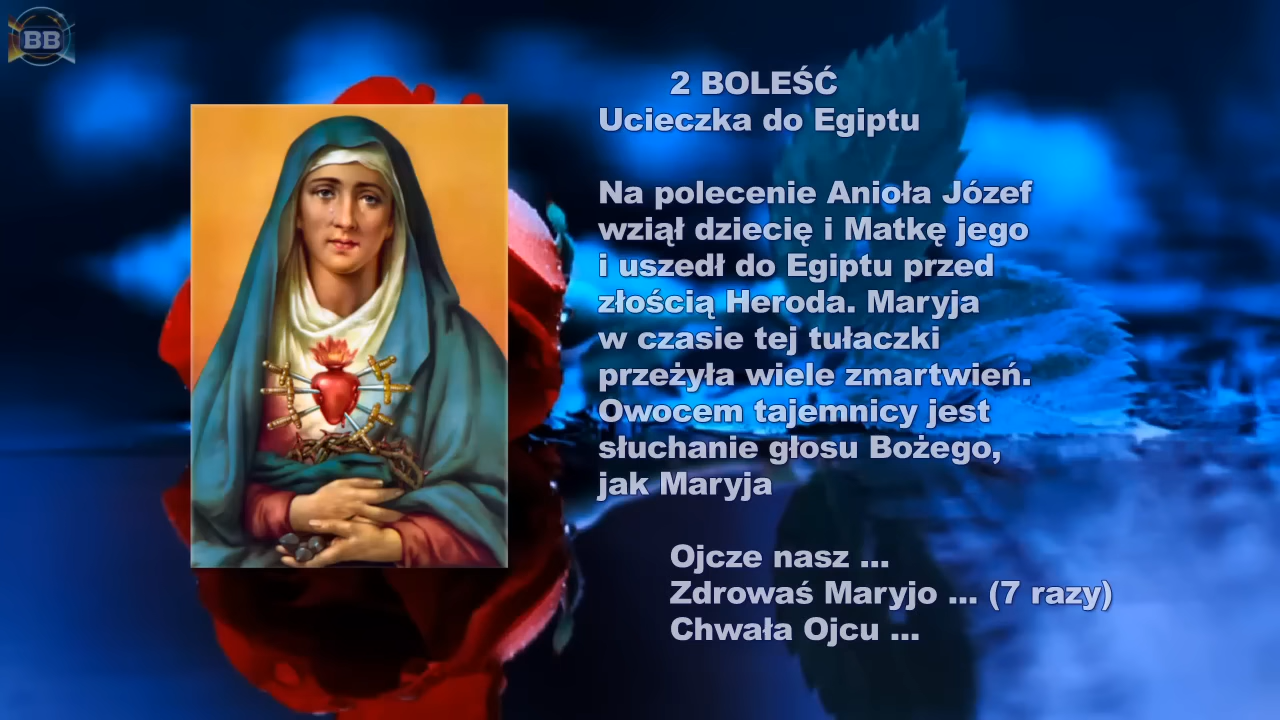 BB
2 BOLEŚĆ
Ucieczka do Egiptu
Na polecenie Anioła Józef
wziął dziecię i Matkę jego
i uszedł do Egiptu przed
złością Heroda. Maryja
w czasie tej tułaczki
przeżyła wiele zmartwień.
Owocem tajemnicy jest
słuchanie głosu Bożego,
jak Maryja
Ojcze nasz ...
Zdrowaś Maryjo ... (7 razy)
Chwała Ojcu ...